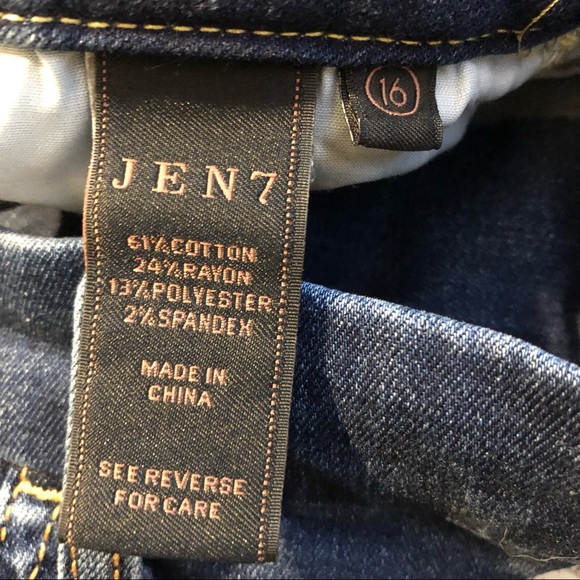 JEN7
16
61% COTTON
24% RAYON
13% POLYESTER
2% SPANDEX
MADE IN
CHINA
SEE REVERSE
FOR CARE